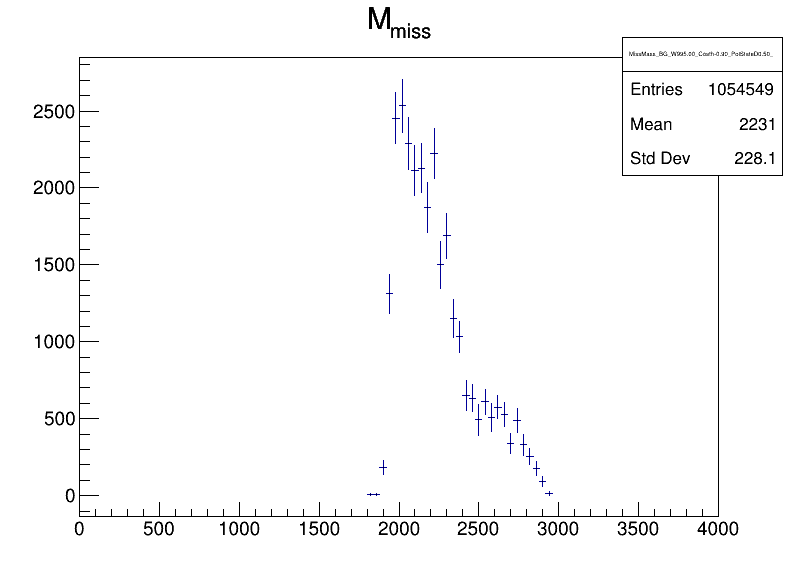 M_miss
MissMass_BG_W995.00_Costh-0.90_PolStateD0.50_
Entries 1054549
Mean 2231
Std Dev 228.1
2500
2000
1500
1000
500
0
0 500 1000 1500 2000 2500 3000 3500 4000